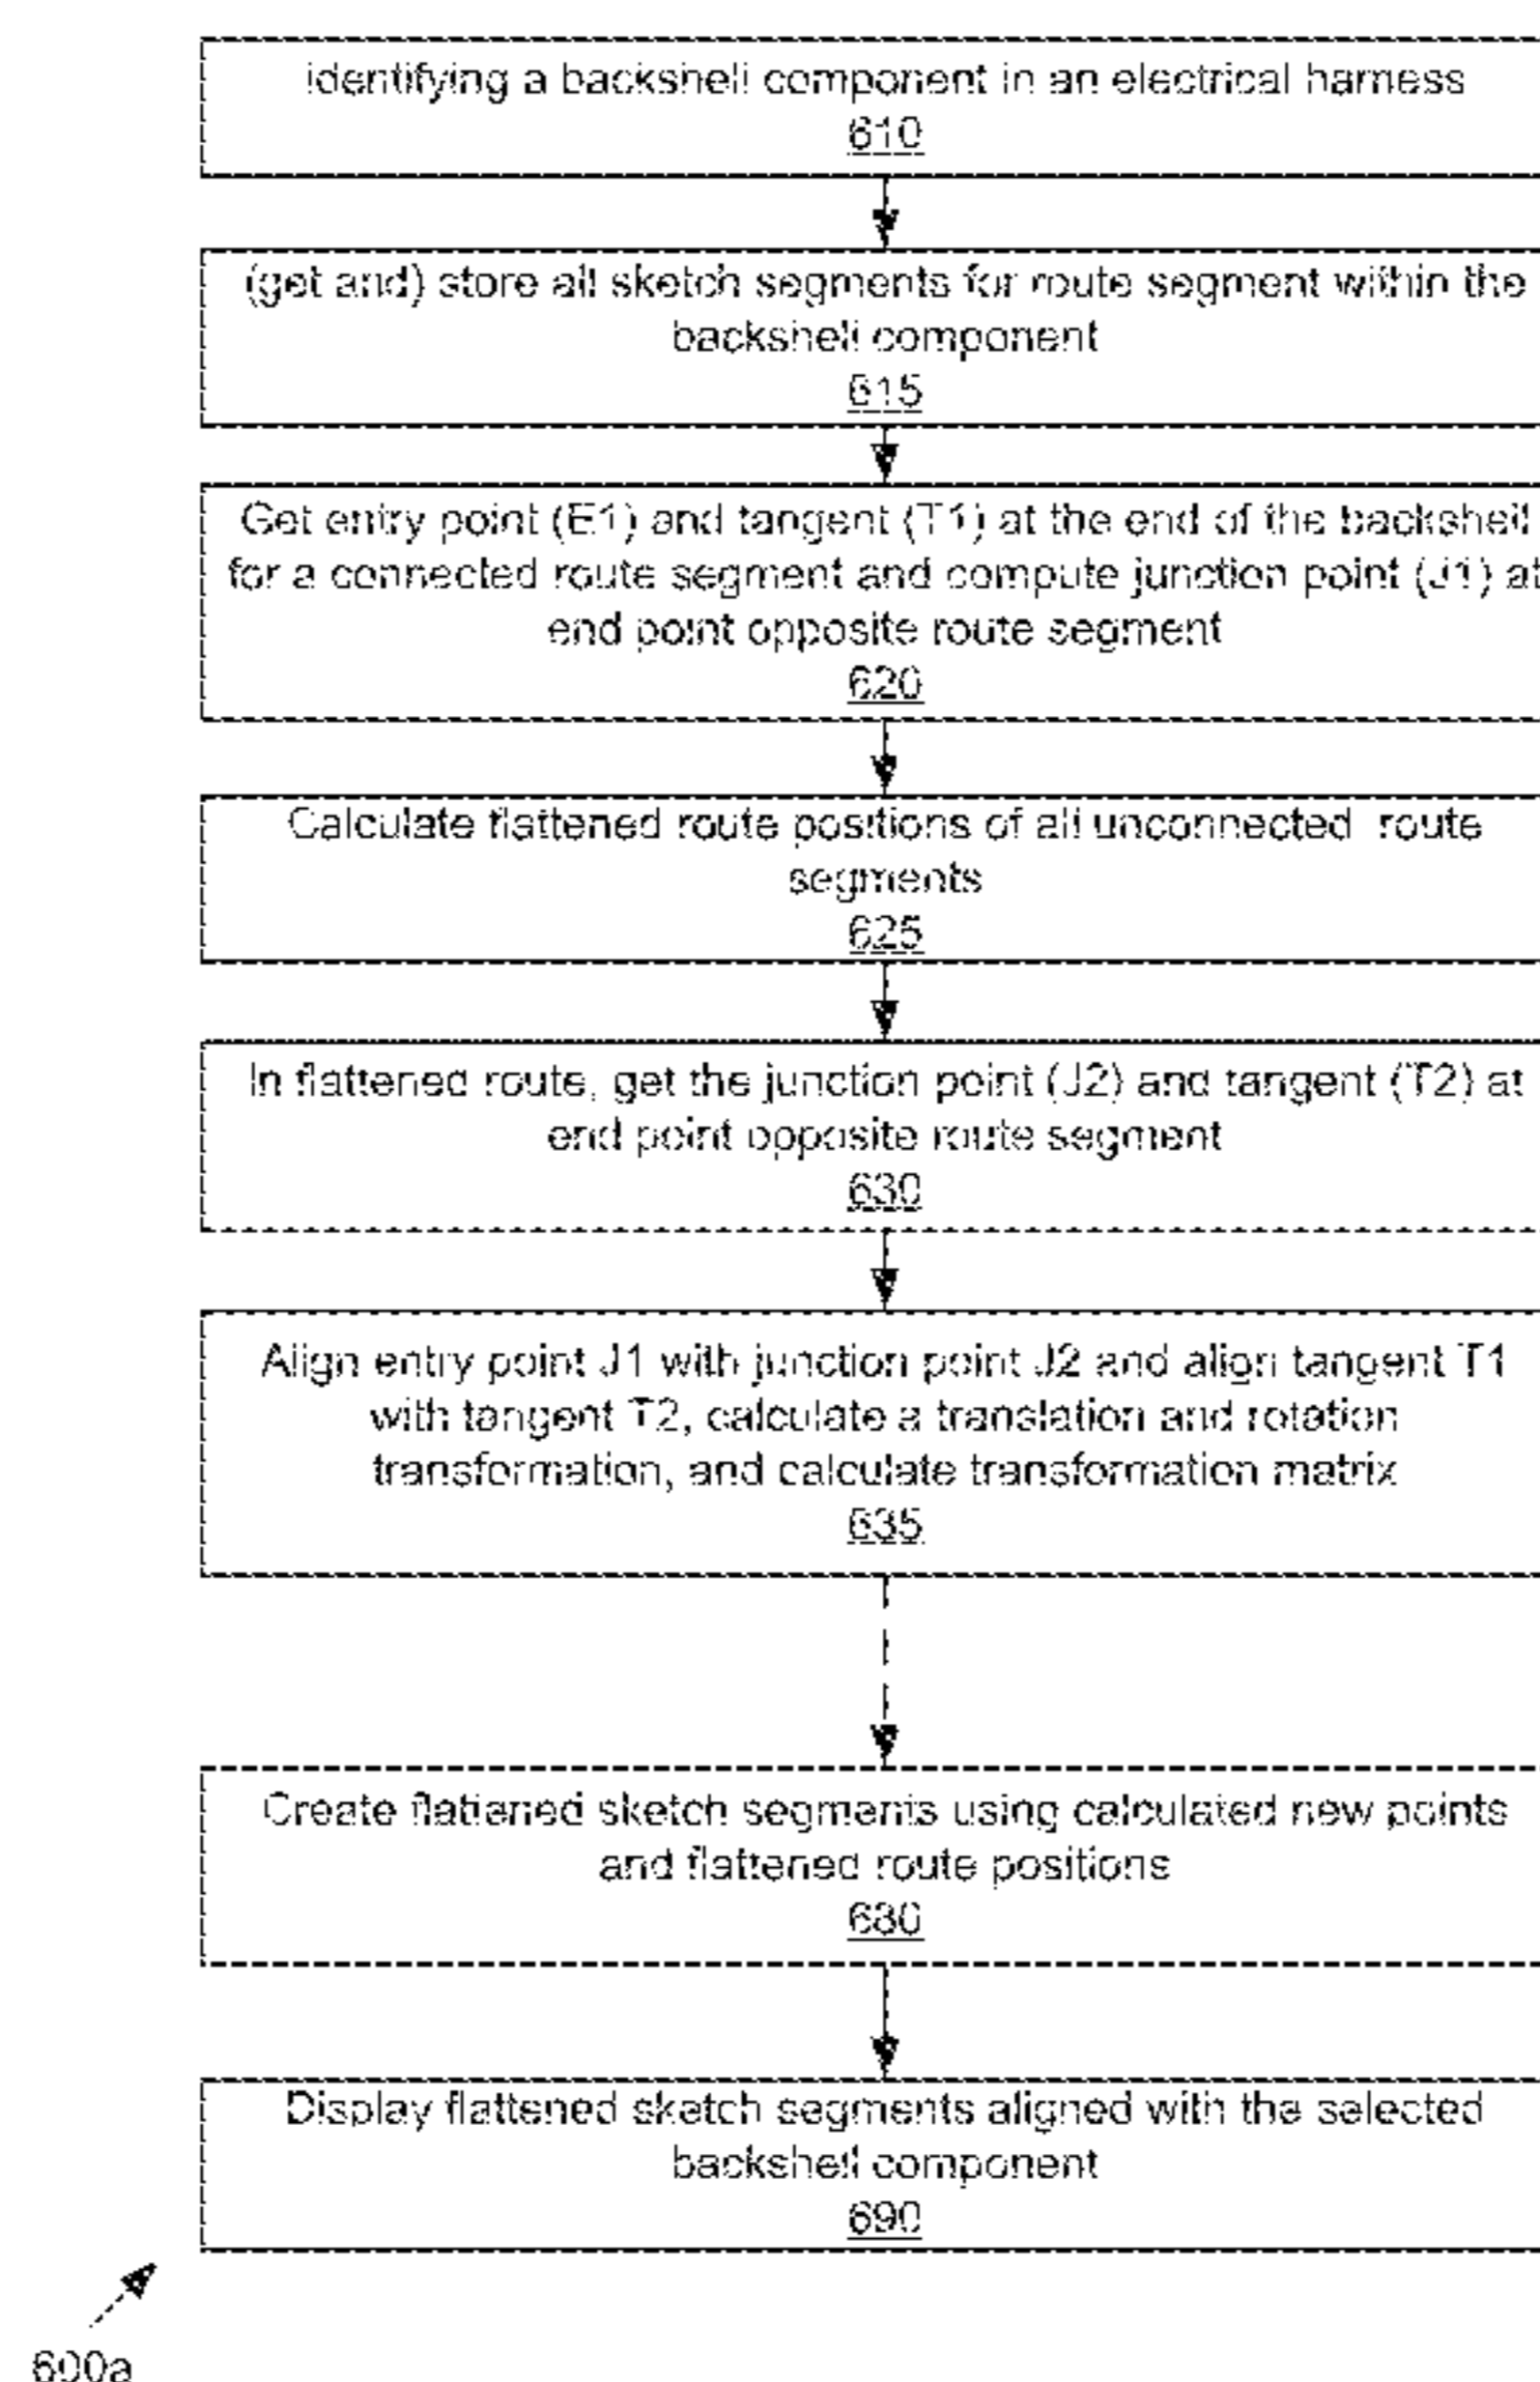 identifying a backshell component in an electrical harness
610
(get and) store all sketch segments for route segment within the
backshell component
615
Get entry point (E1) and tangent (T1) at the end of the backshell
for a connected route segment and compute junction point (J1) at
end point opposite route segment
620
Calculate flattened route positions of all unconnected route
segments
625
In flattened route, get the junction point (J2) and tangent (T2) at
end point opposite route segment
630
Align entry point J1 with junction point J2 and align tangent T1
with tangent T2, calculate a translation and rotation
transformation, and calculate transformation matrix
635
Create flattened sketch segments using calculated new points
and flattened route positions
680
Display flattened sketch segments aligned with the selected
backshell component
690
600a